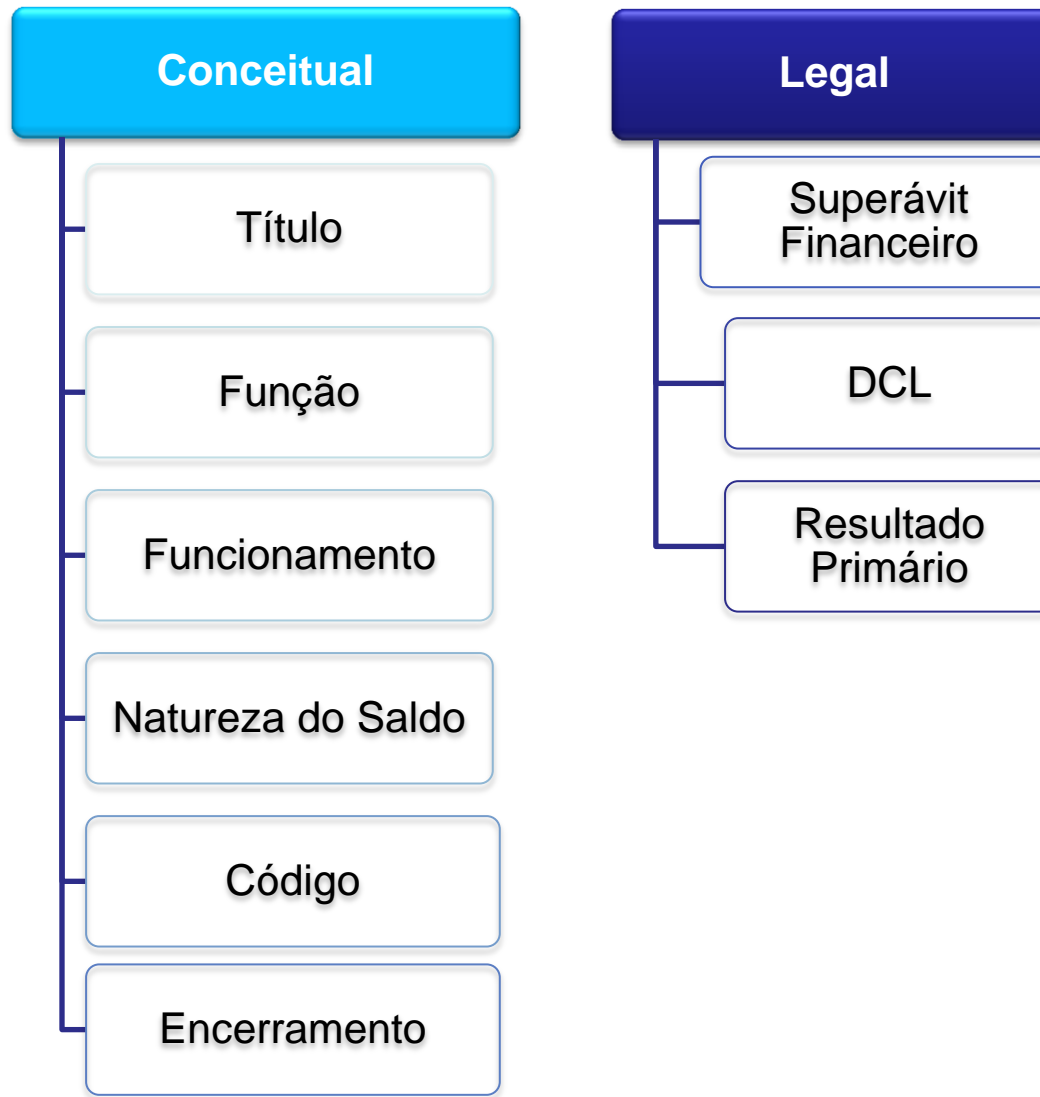 Conceitual
Título
Função
Funcionamento
Natureza do Saldo
Código
Encerramento
Legal
Superávit
Financeiro
DCL
Resultado
Primário